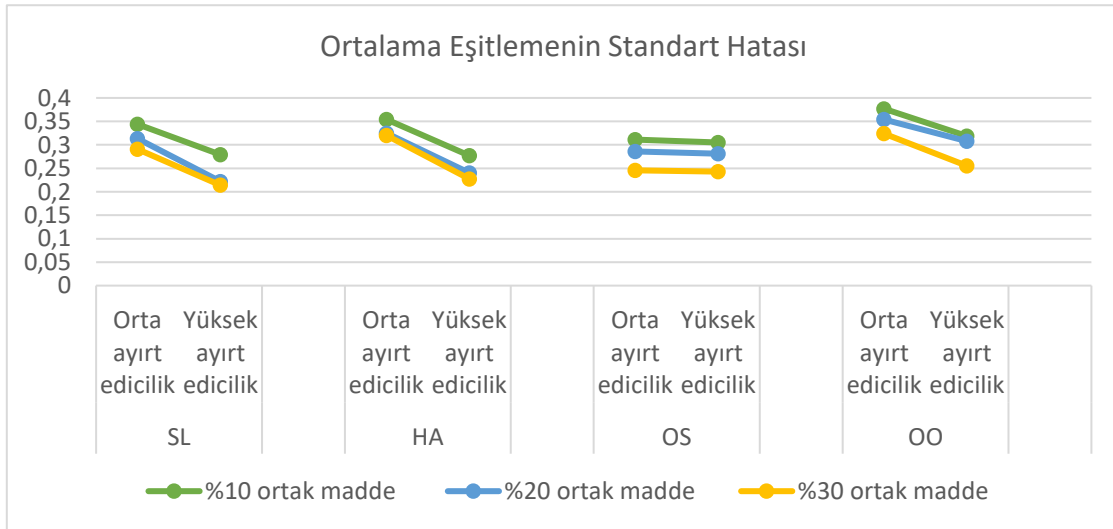 Ortalama Eşitlemenin Standart Hatası
0,4
0,35
0,3
0,25
0,2
0,15
0,1
0,05
0
Orta Yüksek Orta Yüksek Orta Yüksek Orta Yüksek
ayırt ayırt ayırt ayırt ayırt ayırt ayırt ayırt
edicilik edicilik edicilik edicilik edicilik edicilik edicilik edicilik
SL HA OS OO
%10 ortak madde %20 ortak madde %30 ortak madde